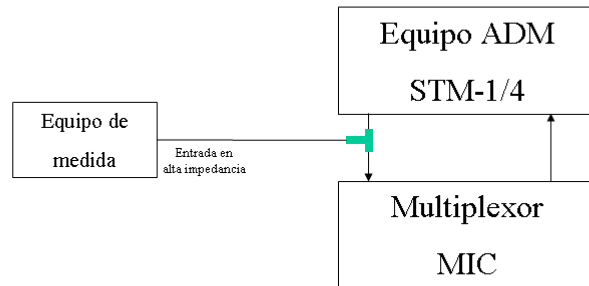 Equipo ADM
STM-1/4
Equipo de
medida
Entrada en
alta impedancia
Multiplexor
MIC